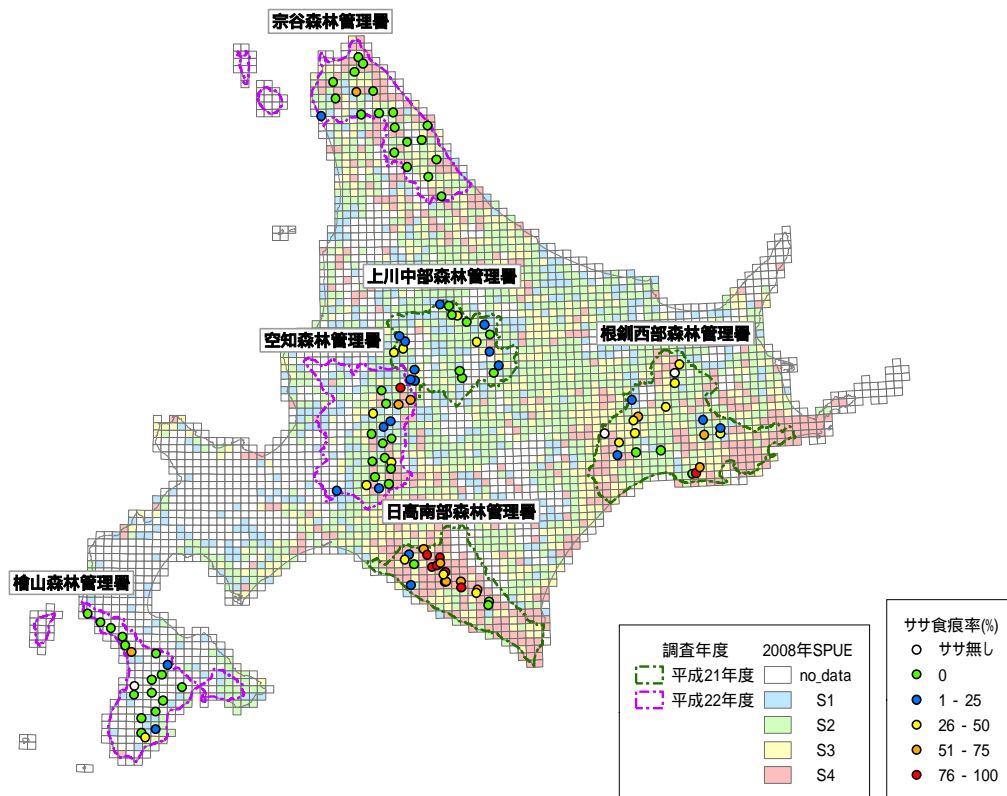 宗谷森林管理署
上川中部森林管理署
空知森林管理署
根釧西部森林管理署
日高南部森林管理署
檜山森林管理署
調査年度
平成21年度
平成22年度
2008年SPUE
no_data
S1
S2
S3
S4
ササ食痕率(%)
ササ無し
0
1 - 25
26 - 50
51 - 75
76 - 100